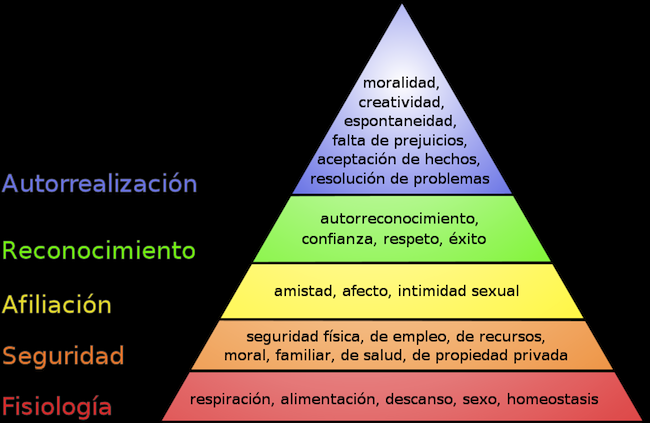 moralidad,
creatividad,
espontaneidad,
falta de prejuicios,
aceptación de hechos,
resolución de problemas
Autorrealización
autorreconocimiento,
confianza, respeto, éxito
Reconocimiento
amistad, afecto, intimidad sexual
Afiliación
seguridad física, de empleo, de recursos,
moral, familiar, de salud, de propiedad privada
Seguridad
respiración, alimentación, descanso, sexo, homeostasis
Fisiología